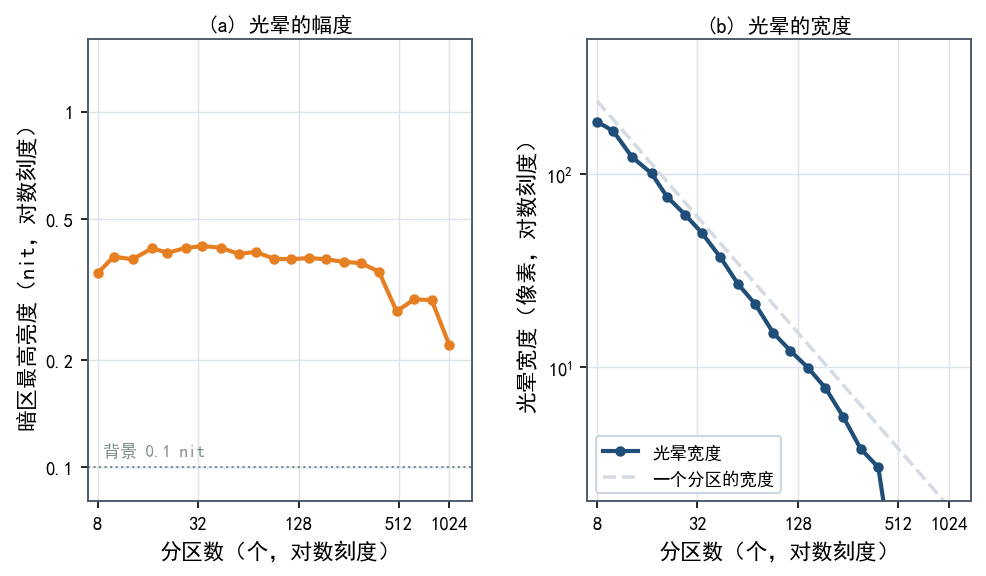 (a) 光晕的幅度
暗区最高亮度（nit，对数刻度）
1
0.5
0.2
0.1
背景 0.1 nit
8
32
128
512
1024
分区数（个，对数刻度）
(b) 光晕的宽度
光晕宽度（像素，对数刻度）
10²
10¹
光晕宽度
一个分区的宽度
8
32
128
512
1024
分区数（个，对数刻度）